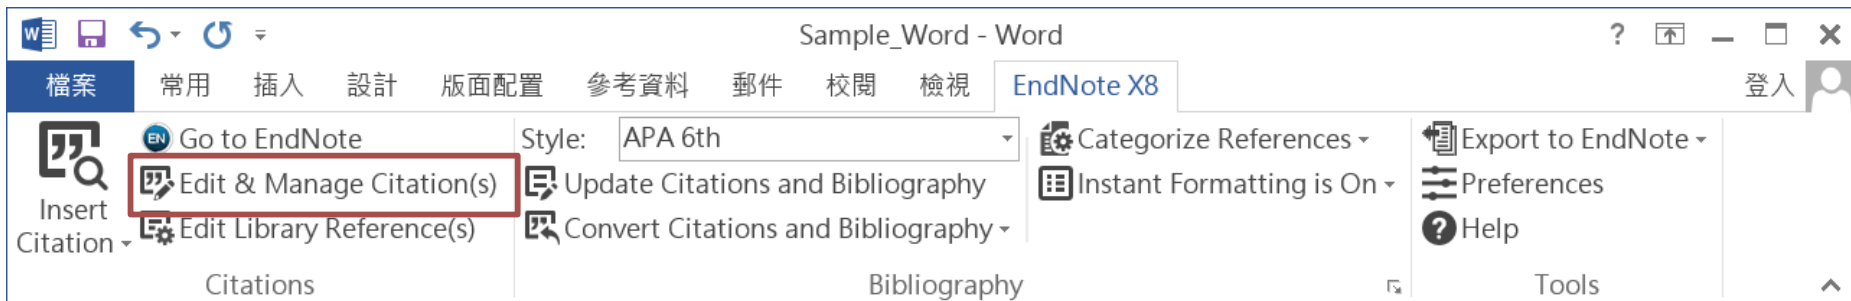 Sample_Word - Word
?
檔案 常用 插入 設計 版面配置 參考資料 郵件 校閱 檢視 EndNote X8 登入
Insert Citation
EN Go to EndNote
Edit & Manage Citation(s)
Edit Library Reference(s)
Citations
Style: APA 6th
Update Citations and Bibliography
Convert Citations and Bibliography
Categorize References
Instant Formatting is On
Bibliography
Export to EndNote
Preferences
? Help
Tools